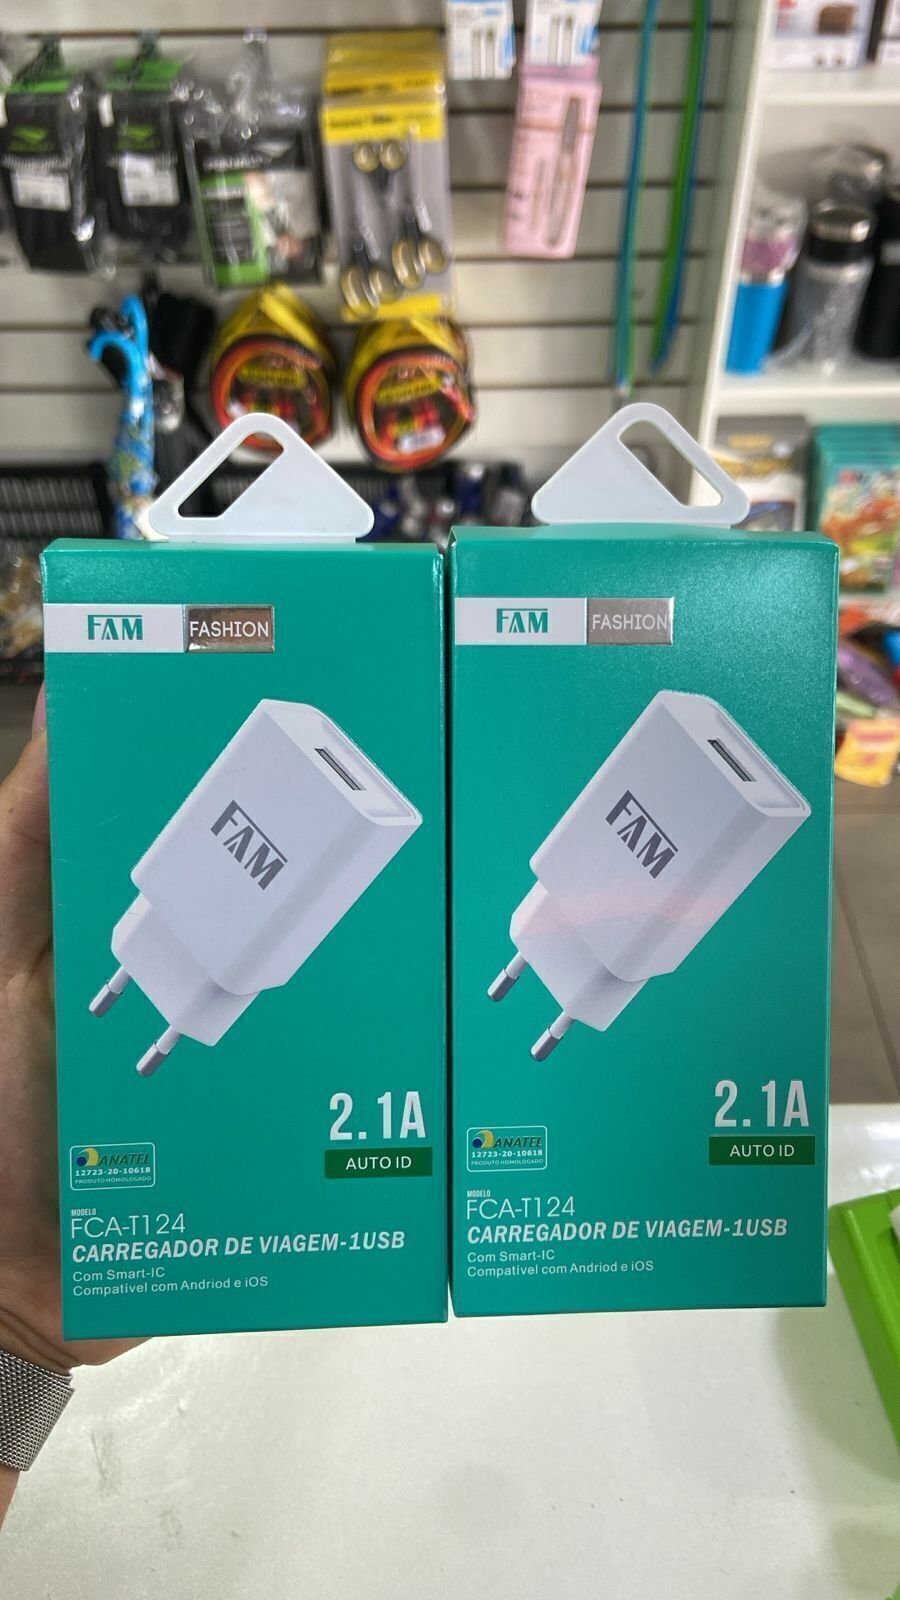 FAM FASHION
FAM
2.1A
AUTO ID
ANATEL
12723-20-10618
PRODUTO HOMOLOGADO
MODELO
FCA-T124
CARREGADOR DE VIAGEM-1USB
Com Smart-IC
Compatível com Andriod e iOS
FAM FASHION
FAM
2.1A
AUTO ID
ANATEL
12723-20-10618
PRODUTO HOMOLOGADO
MODELO
FCA-T124
CARREGADOR DE VIAGEM-1USB
Com Smart-IC
Compatível com Andriod e iOS